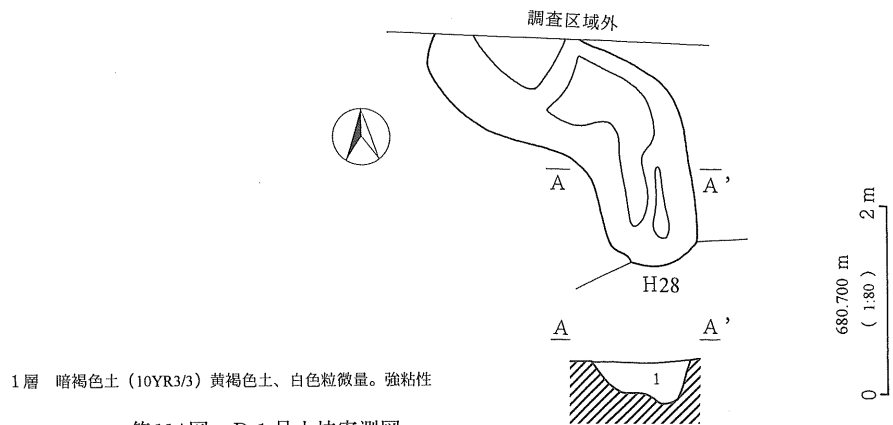 調査区域外
A A’
H28
A A’
1
680.700 m
( 1:80 )
0 2 m
1層 暗褐色土（10YR3/3）黄褐色土、白色粒微量。強粘性